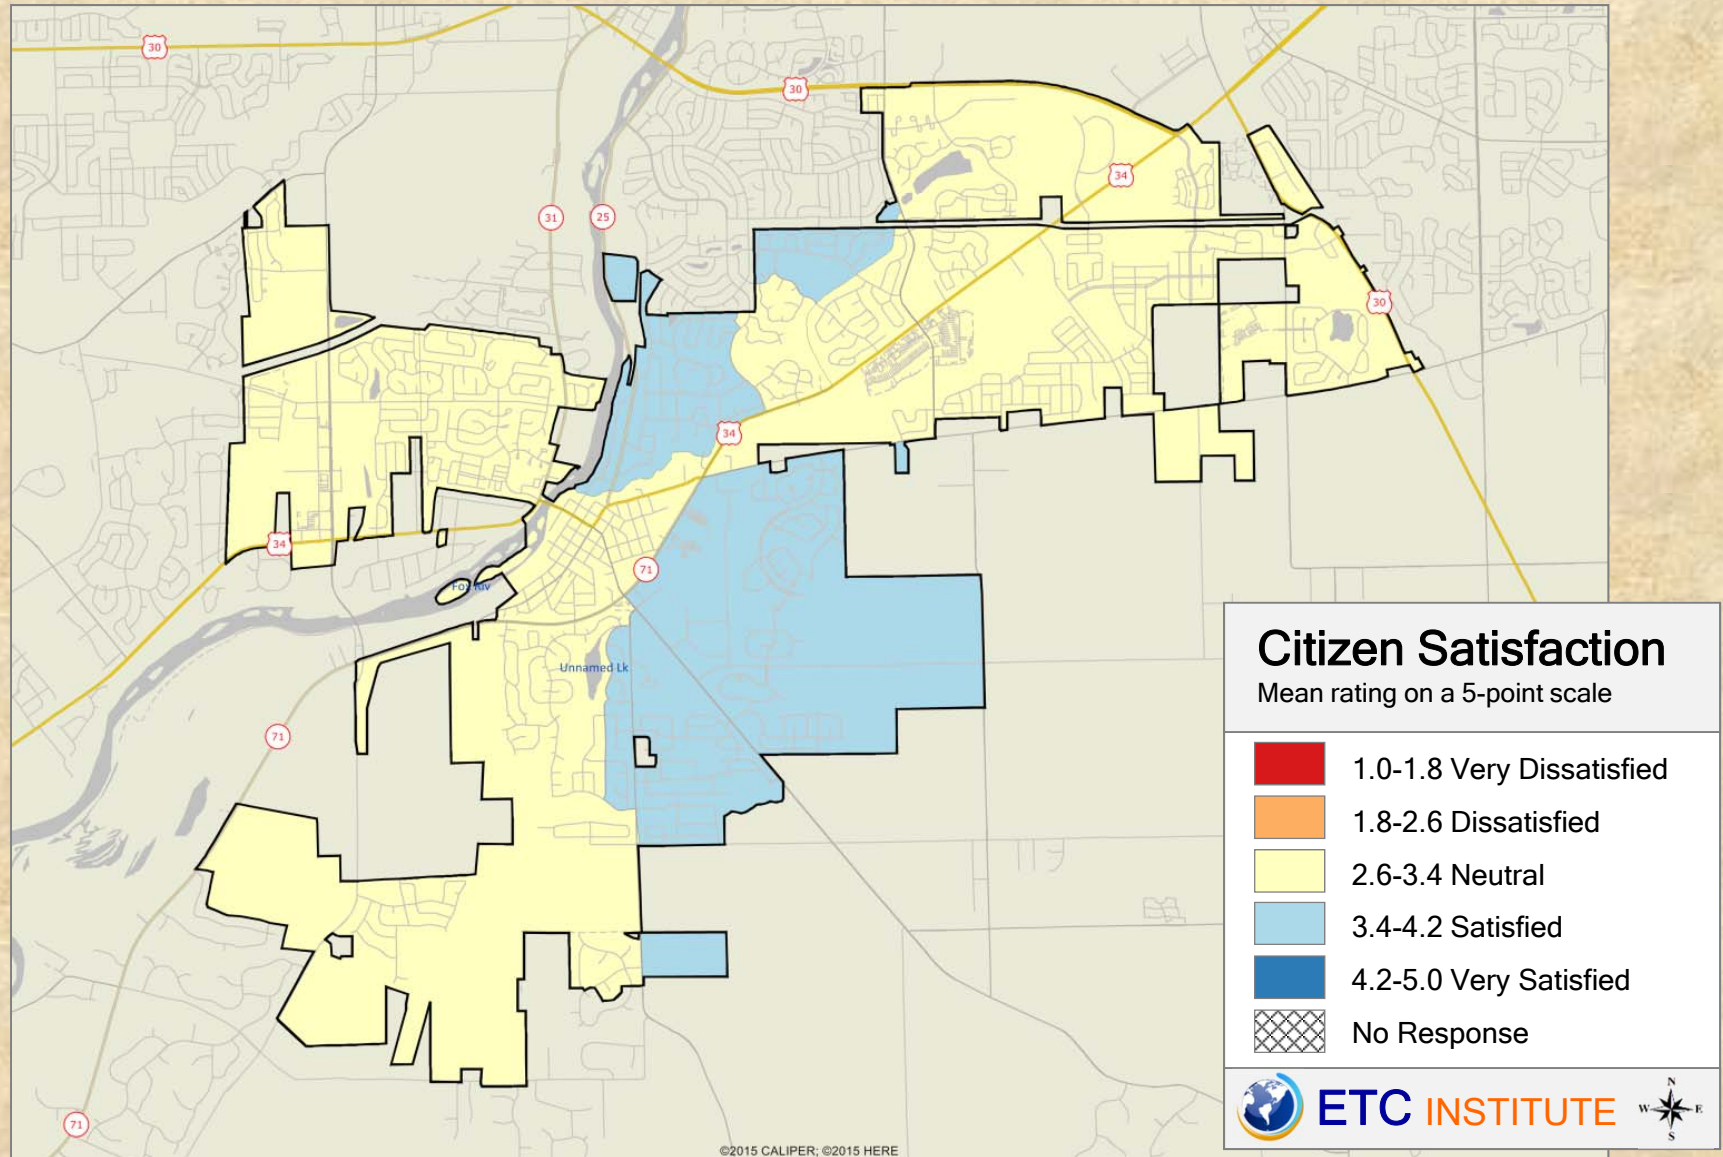 30
30
34
31
25
30
34
34
71
Fox Riv
Unnamed Lk
71
71
Citizen Satisfaction
Mean rating on a 5-point scale
1.0-1.8 Very Dissatisfied
1.8-2.6 Dissatisfied
2.6-3.4 Neutral
3.4-4.2 Satisfied
4.2-5.0 Very Satisfied
No Response
ETC INSTITUTE
N
W E
S
©2015 CALIPER; ©2015 HERE